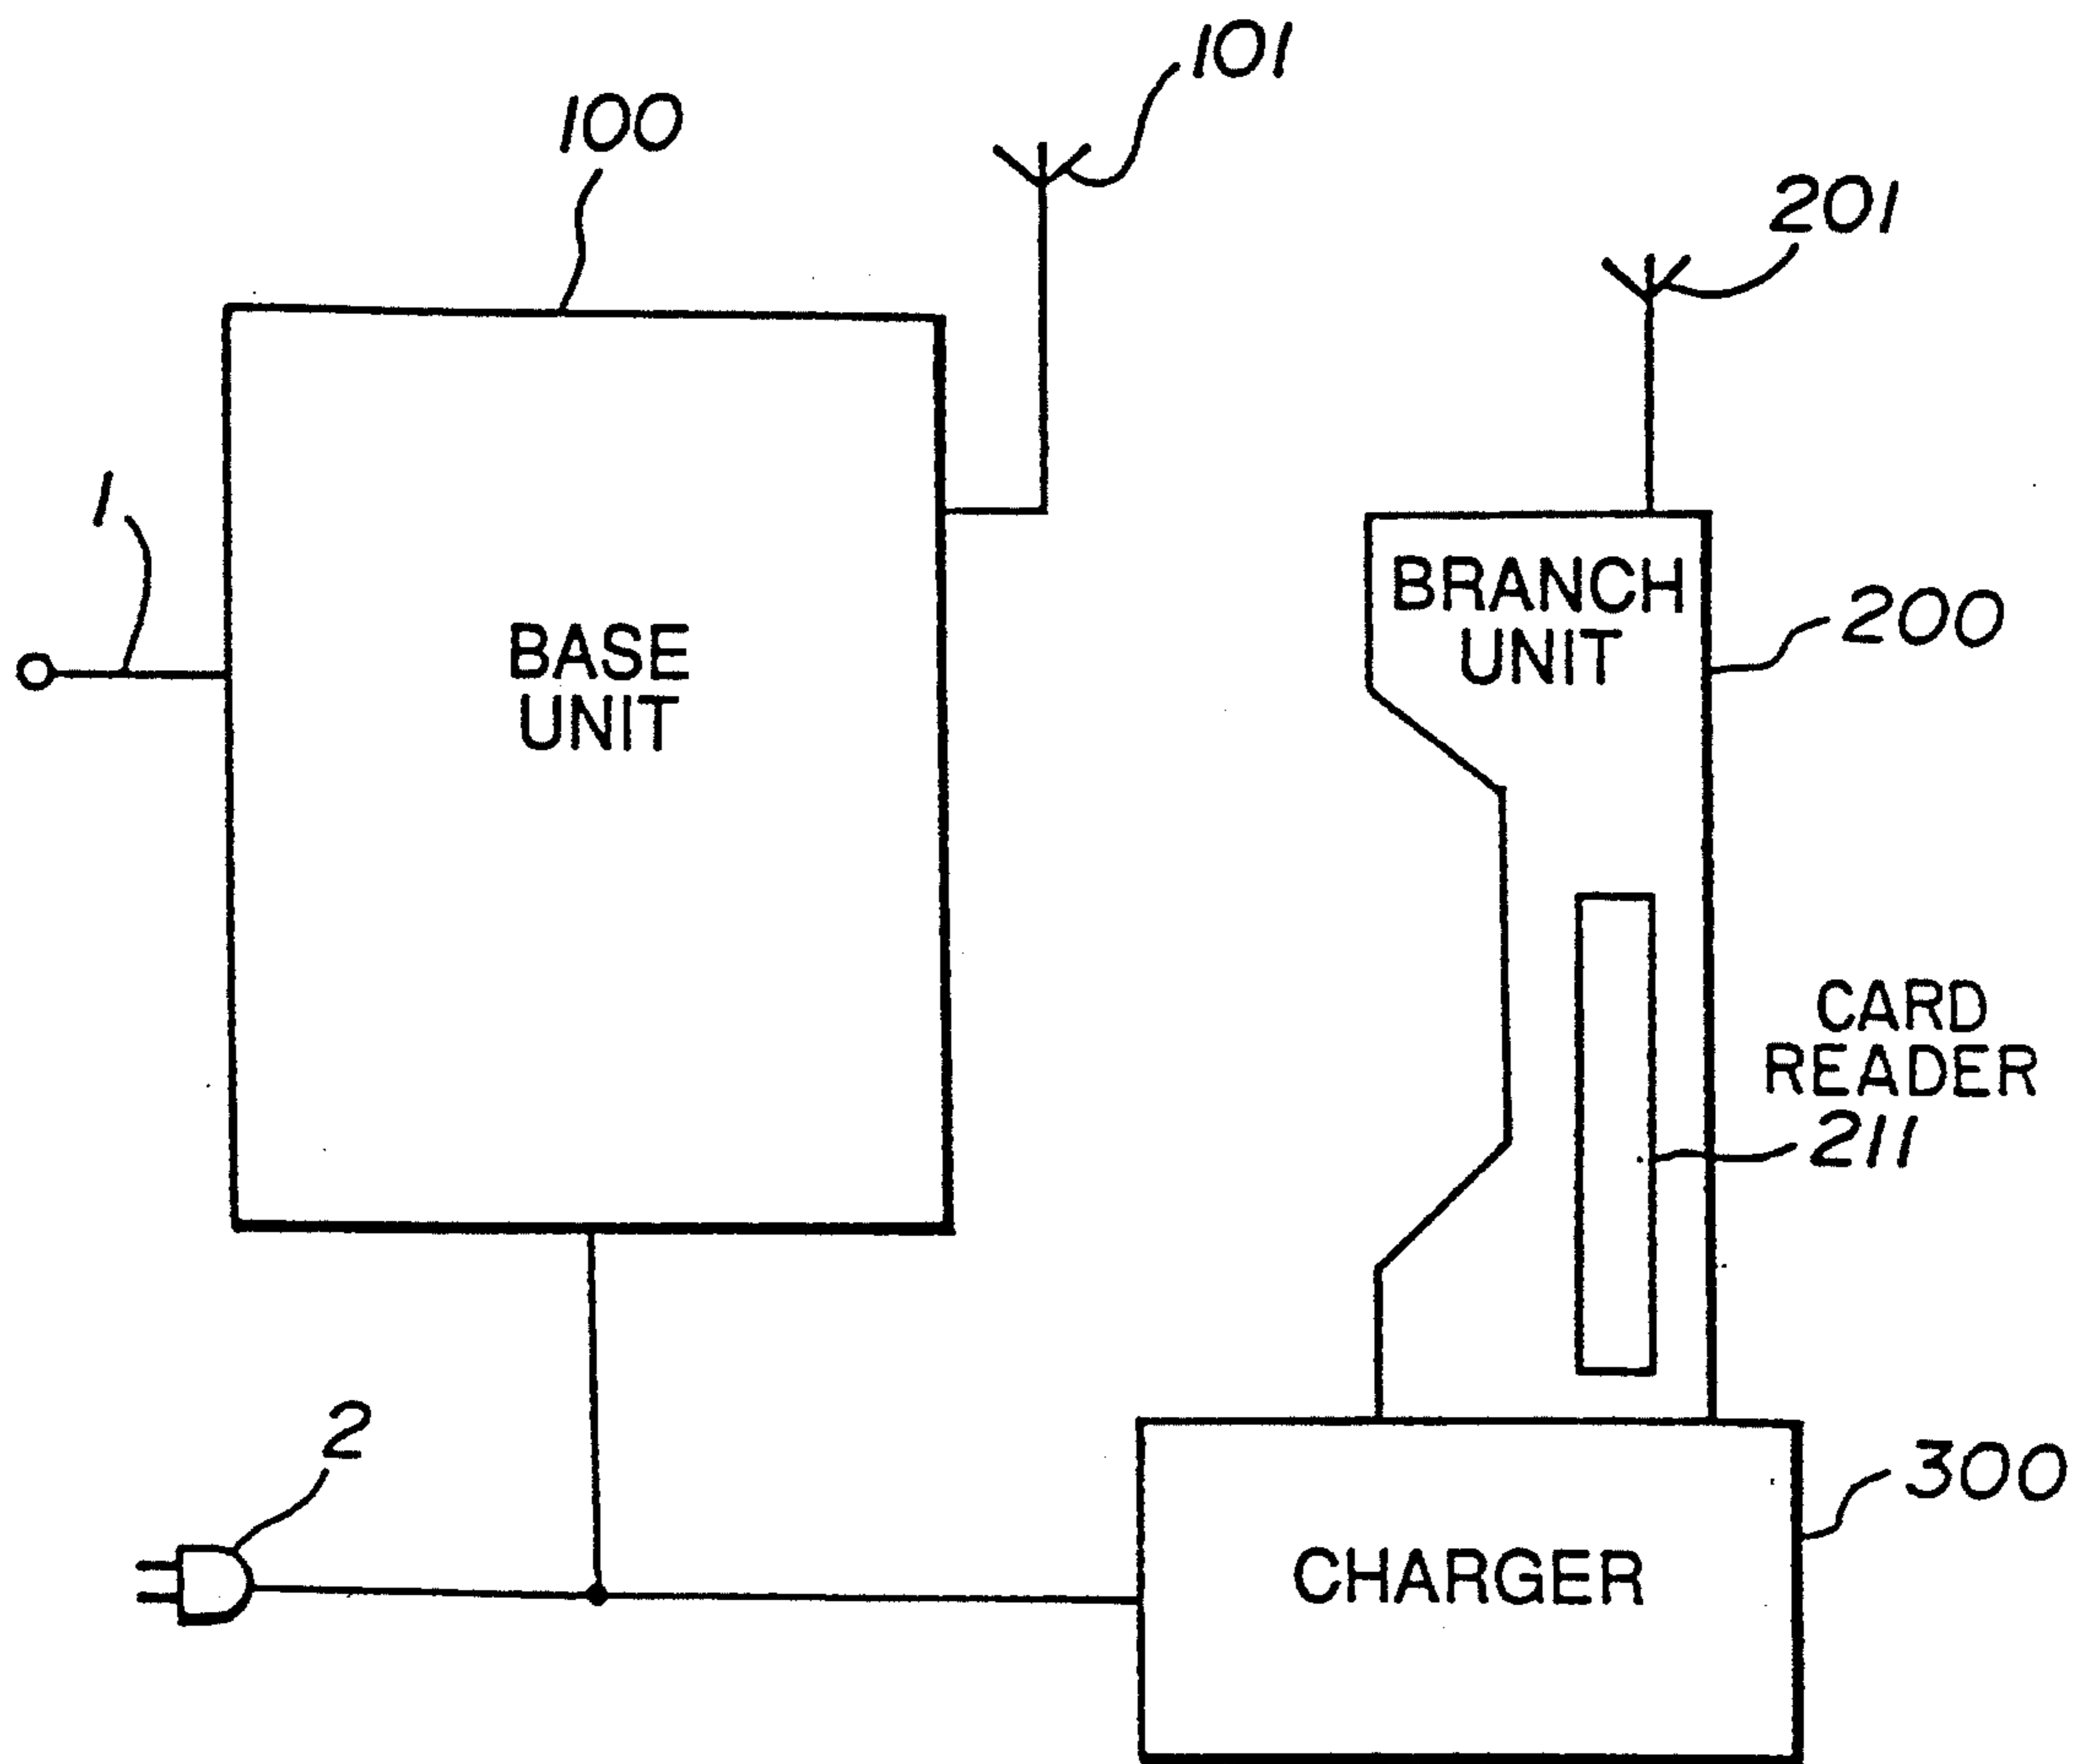 101
100
201
1
BRANCH
UNIT
200
BASE
UNIT
CARD
READER
211
2
300
CHARGER